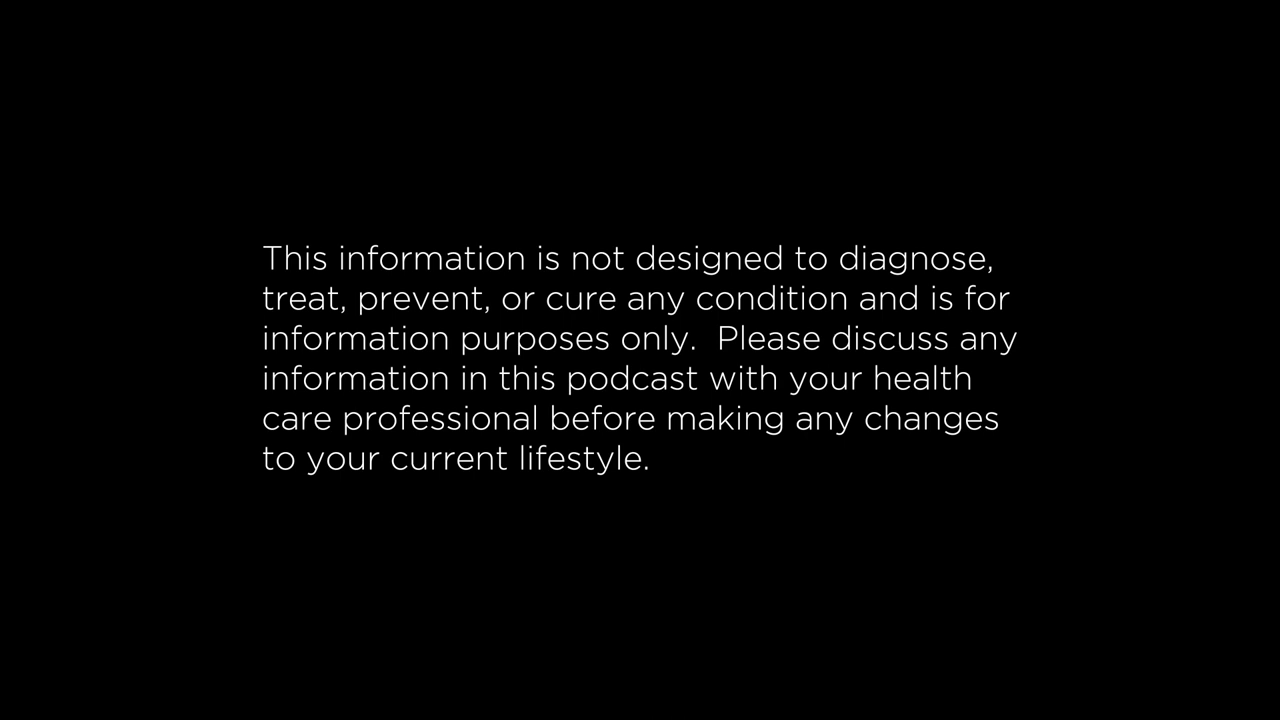 This information is not designed to diagnose,
treat, prevent, or cure any condition and is for
information purposes only.  Please discuss any
information in this podcast with your health
care professional before making any changes
to your current lifestyle.